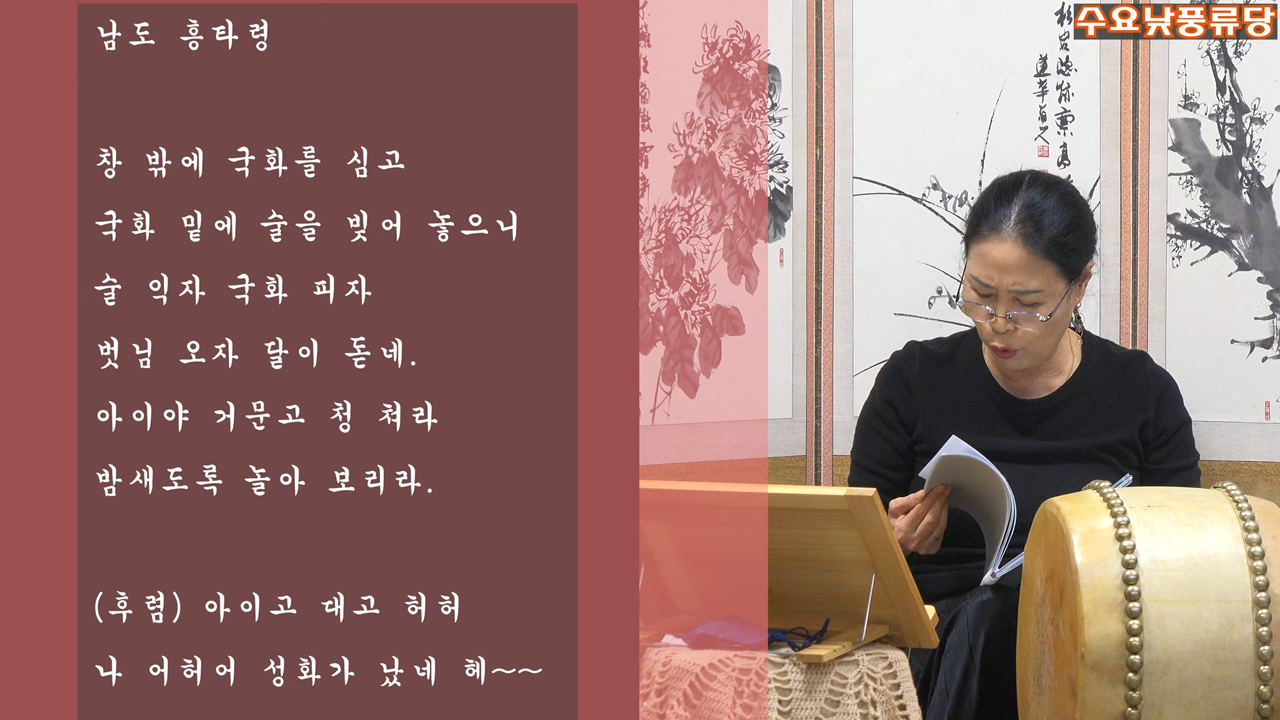 남도 흥타령
창 밖에 국화를 심고
국화 밑에 술을 빚어 놓으니
술 익자 국화 피자
벗님 오자 달이 돋네.
아이야 거문고 청 쳐라
밤새도록 놀아 보리라.
(후렴) 아이고 대고 허허
나 어허어 성화가 났네 헤~~
수요낮풍류당